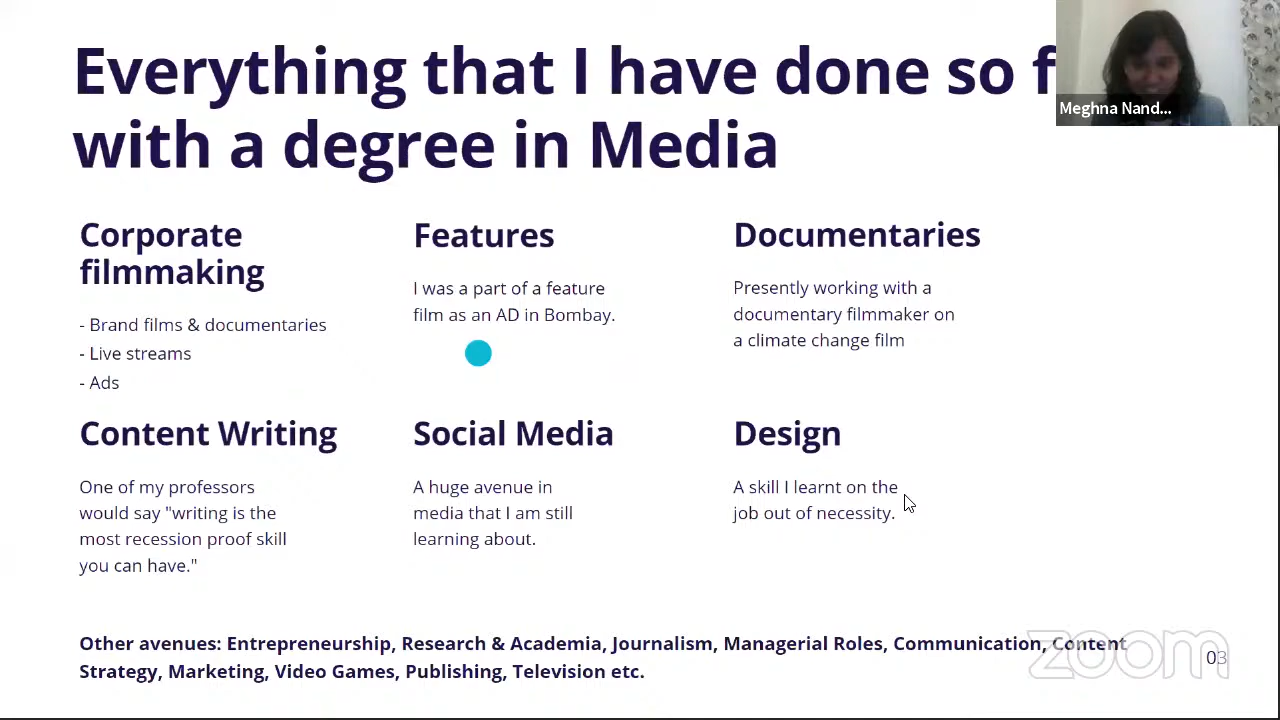 Everything that I have done so f
with a degree in Media
Meghna Nand...
Corporate
filmmaking
- Brand films & documentaries
- Live streams
- Ads
Features
I was a part of a feature
film as an AD in Bombay.
Documentaries
Presently working with a
documentary filmmaker on
a climate change film
Content Writing
One of my professors
would say "writing is the
most recession proof skill
you can have."
Social Media
A huge avenue in
media that I am still
learning about.
Design
A skill I learnt on the
job out of necessity.
Other avenues: Entrepreneurship, Research & Academia, Journalism, Managerial Roles, Communication, Content
Strategy, Marketing, Video Games, Publishing, Television etc.
zoom
03